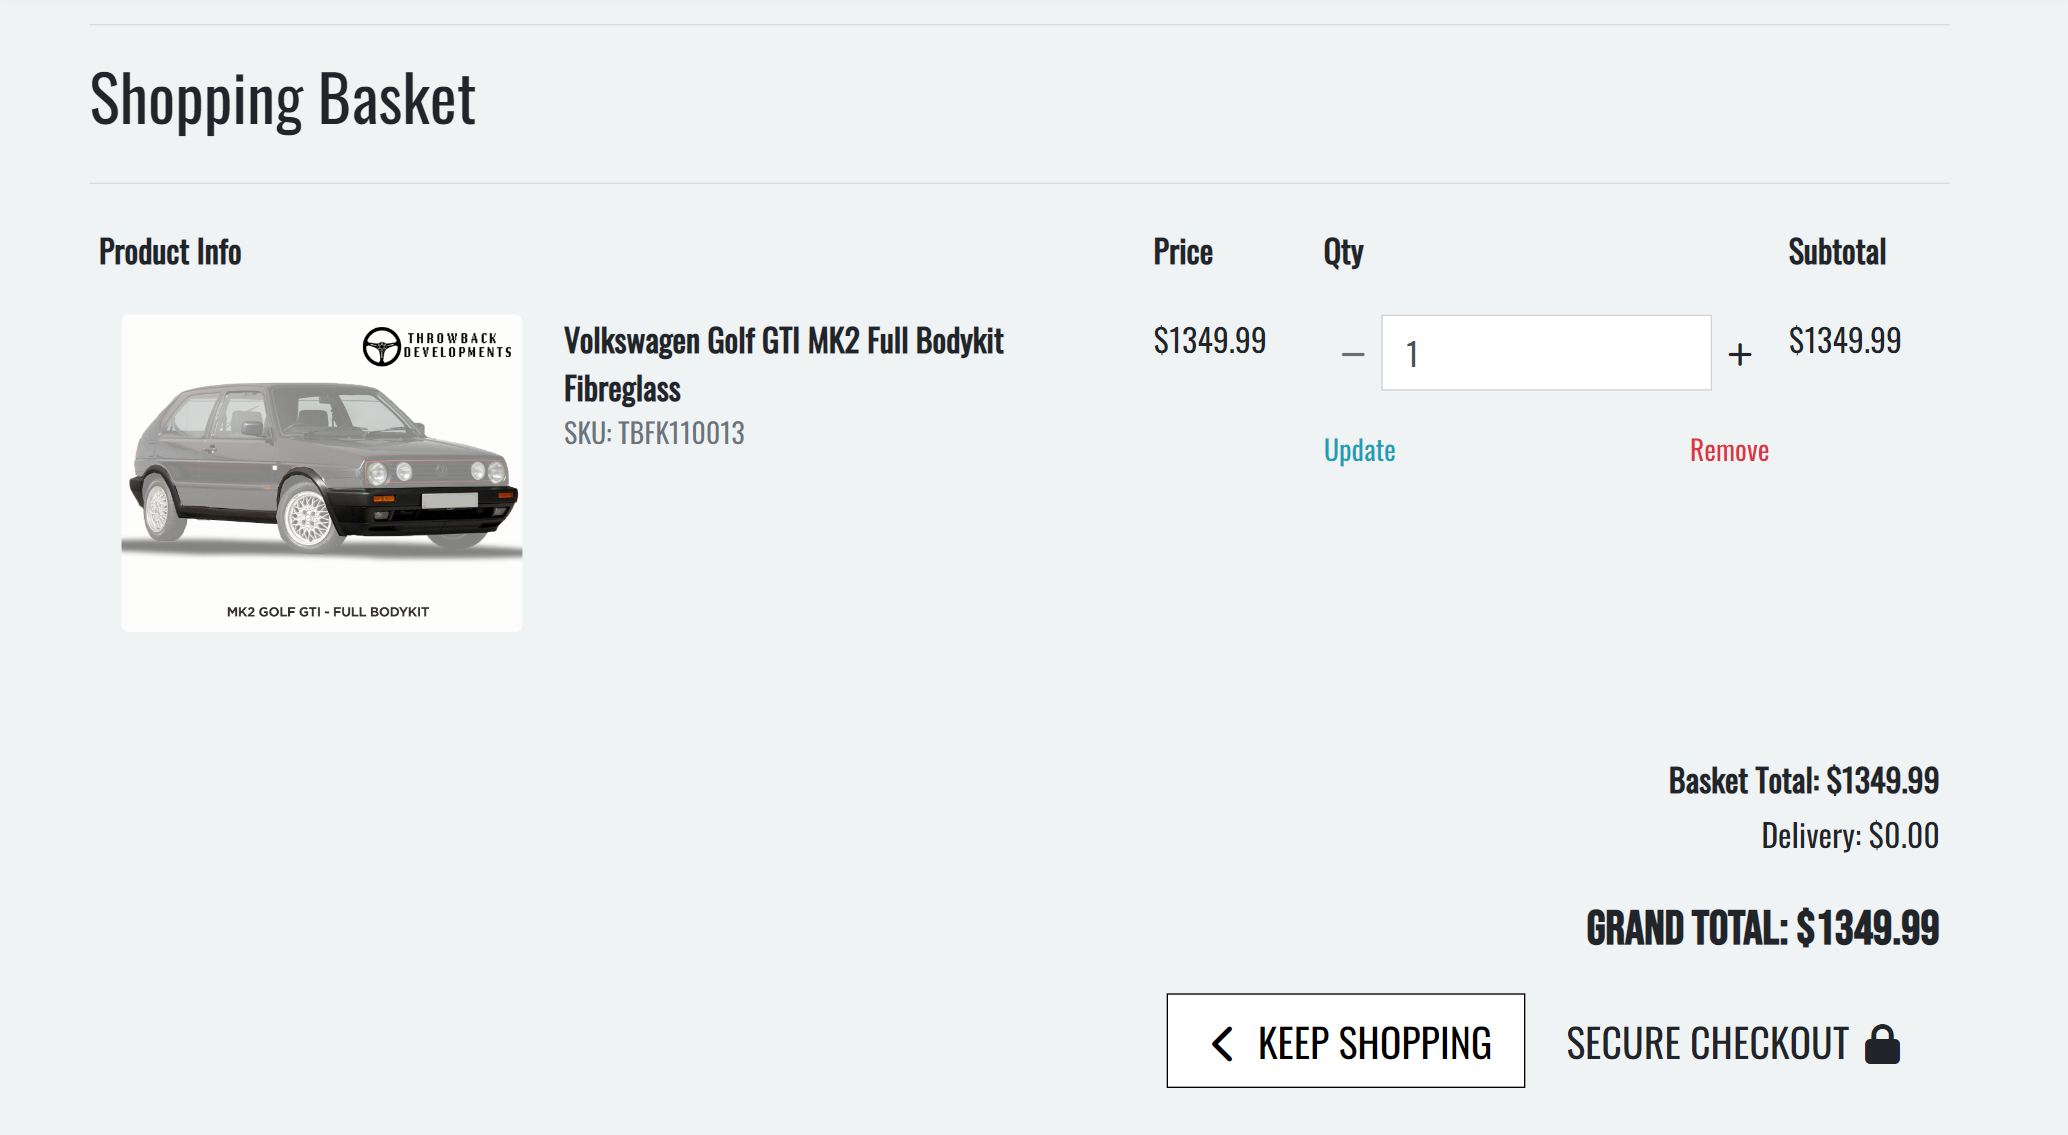 Shopping Basket
Product Info
Price
Qty
Subtotal
THROWBACK
DEVELOPMENTS
MK2 GOLF GTI - FULL BODYKIT
Volkswagen Golf GTI MK2 Full Bodykit
Fibreglass
SKU: TBFK110013
$1349.99
1
$1349.99
Update
Remove
Basket Total: $1349.99
Delivery: $0.00
GRAND TOTAL: $1349.99
KEEP SHOPPING
SECURE CHECKOUT